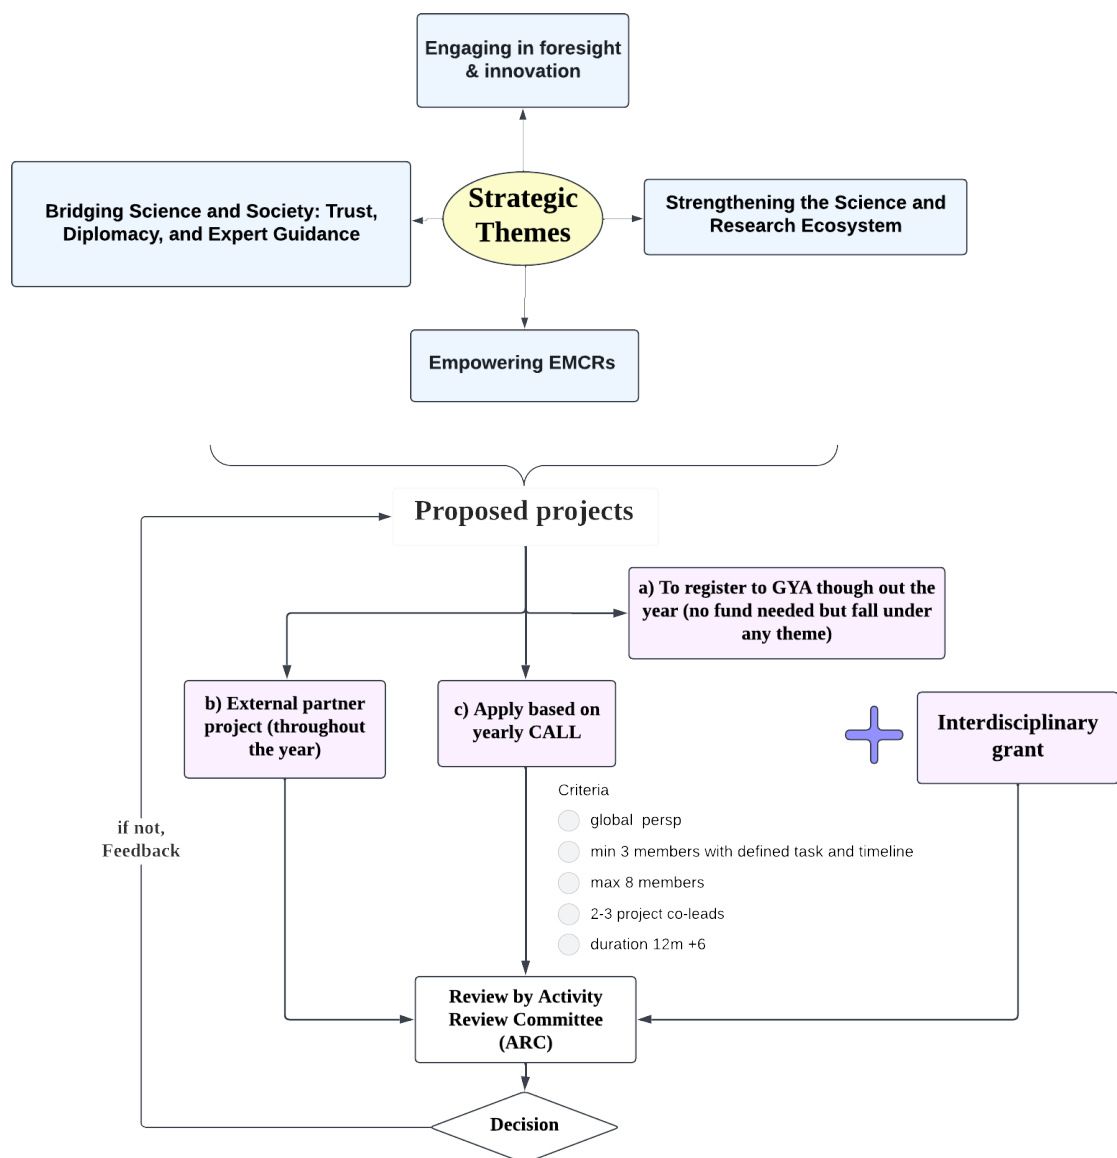 Engaging in foresight
& innovation
Bridging Science and Society: Trust,
Diplomacy, and Expert Guidance
Strategic
Themes
Strengthening the Science and
Research Ecosystem
Empowering EMCRs
Proposed projects
a) To register to GYA though out the
year (no fund needed but fall under
any theme)
b) External partner
project (throughout
the year)
c) Apply based on
yearly CALL
Interdisciplinary
grant
Criteria
global persp
min 3 members with defined task and timeline
max 8 members
2-3 project co-leads
duration 12m +6
if not,
Feedback
Review by Activity
Review Committee
(ARC)
Decision